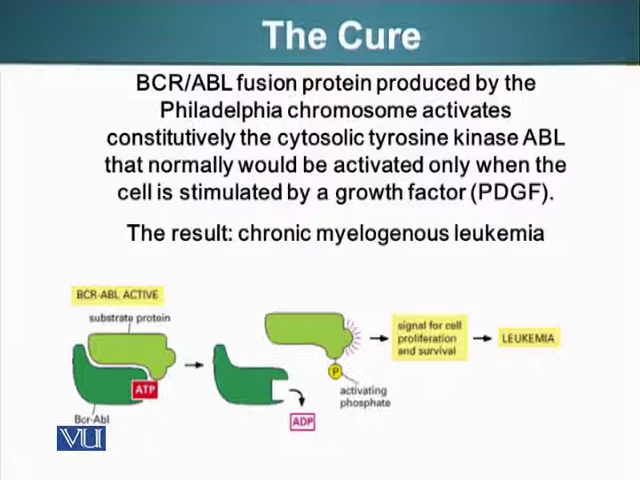 The Cure
BCR/ABL fusion protein produced by the
Philadelphia chromosome activates
constitutively the cytosolic tyrosine kinase ABL
that normally would be activated only when the
cell is stimulated by a growth factor (PDGF).
The result: chronic myelogenous leukemia
BCR-ABL ACTIVE
substrate protein
ATP
Bcr-Abl
ADP
P
activating
phosphate
signal for cell
proliferation
and survival
LEUKEMIA
VU